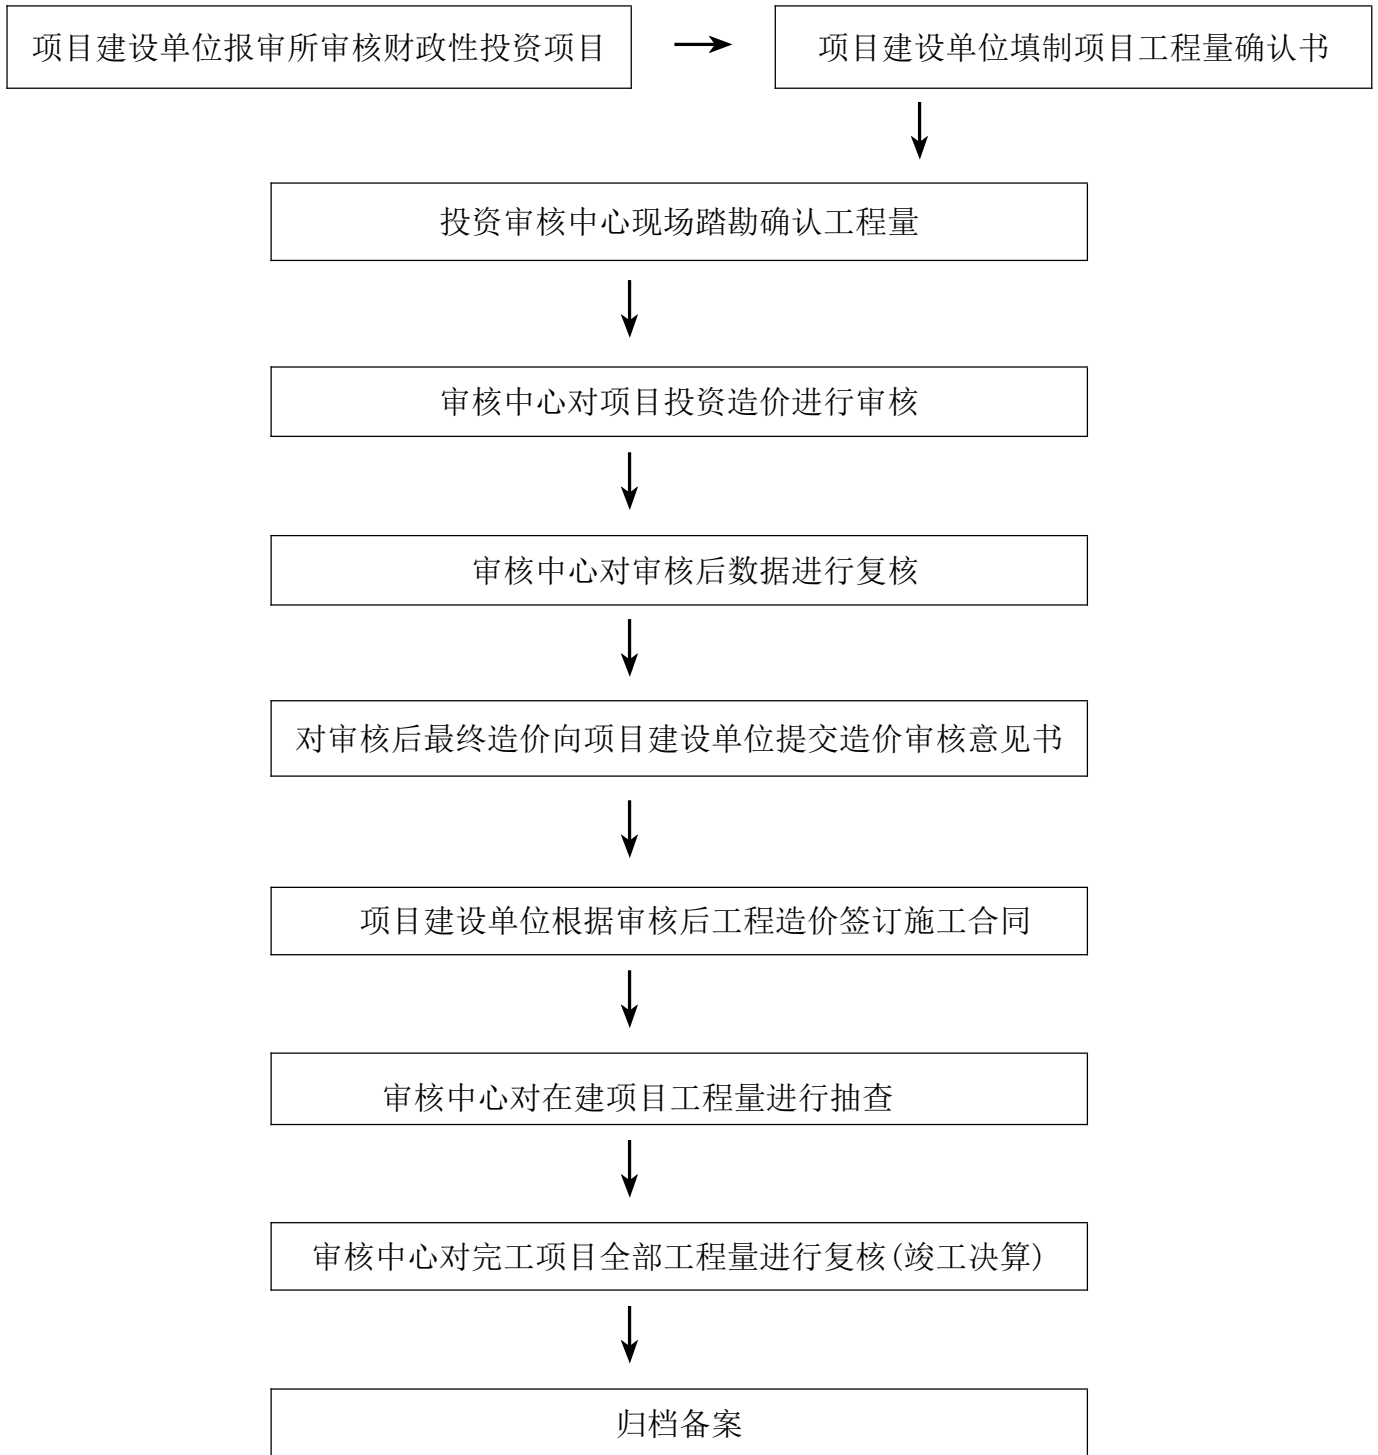 项目建设单位报审所审核财政性投资项目
项目建设单位填制项目工程量确认书
投资审核中心现场踏勘确认工程量
审核中心对项目投资造价进行审核
审核中心对审核后数据进行复核
对审核后最终造价向项目建设单位提交造价审核意见书
项目建设单位根据审核后工程造价签订施工合同
审核中心对在建项目工程量进行抽查
审核中心对完工项目全部工程量进行复核(竣工决算)
归档备案